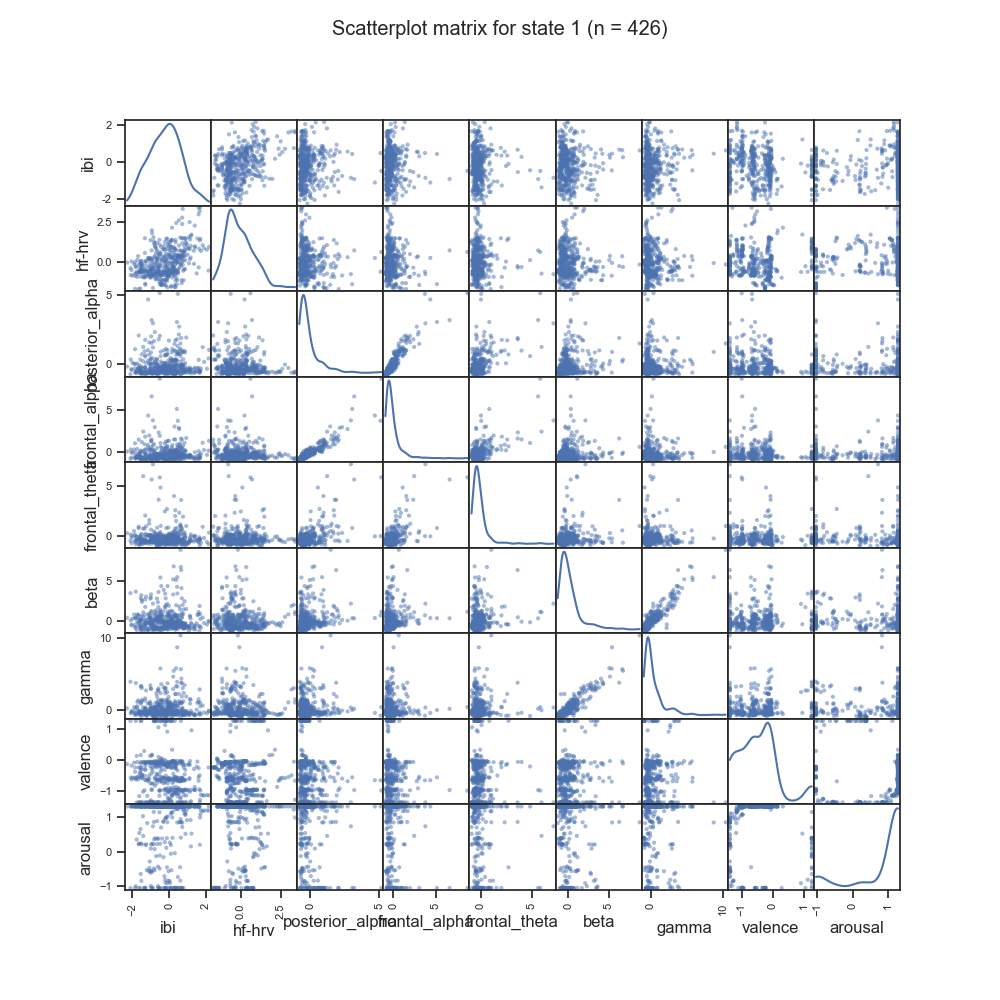 Scatterplot matrix for state 1 (n = 426)
ibi
2
0
-2
hf-hrv
2.5
0.0
posterior_alpha
5
0
frontal_alpha
5
0
frontal_theta
5
0
beta
5
0
gamma
10
0
valence
1
0
−1
arousal
1
0
−1
−2 0 2 0.0 2.5 0 5 0 5 0 5 0 5 0 10 −1 0 1 −1 0 1
ibi hf-hrv posterior_alpha frontal_alpha frontal_theta beta gamma valence arousal